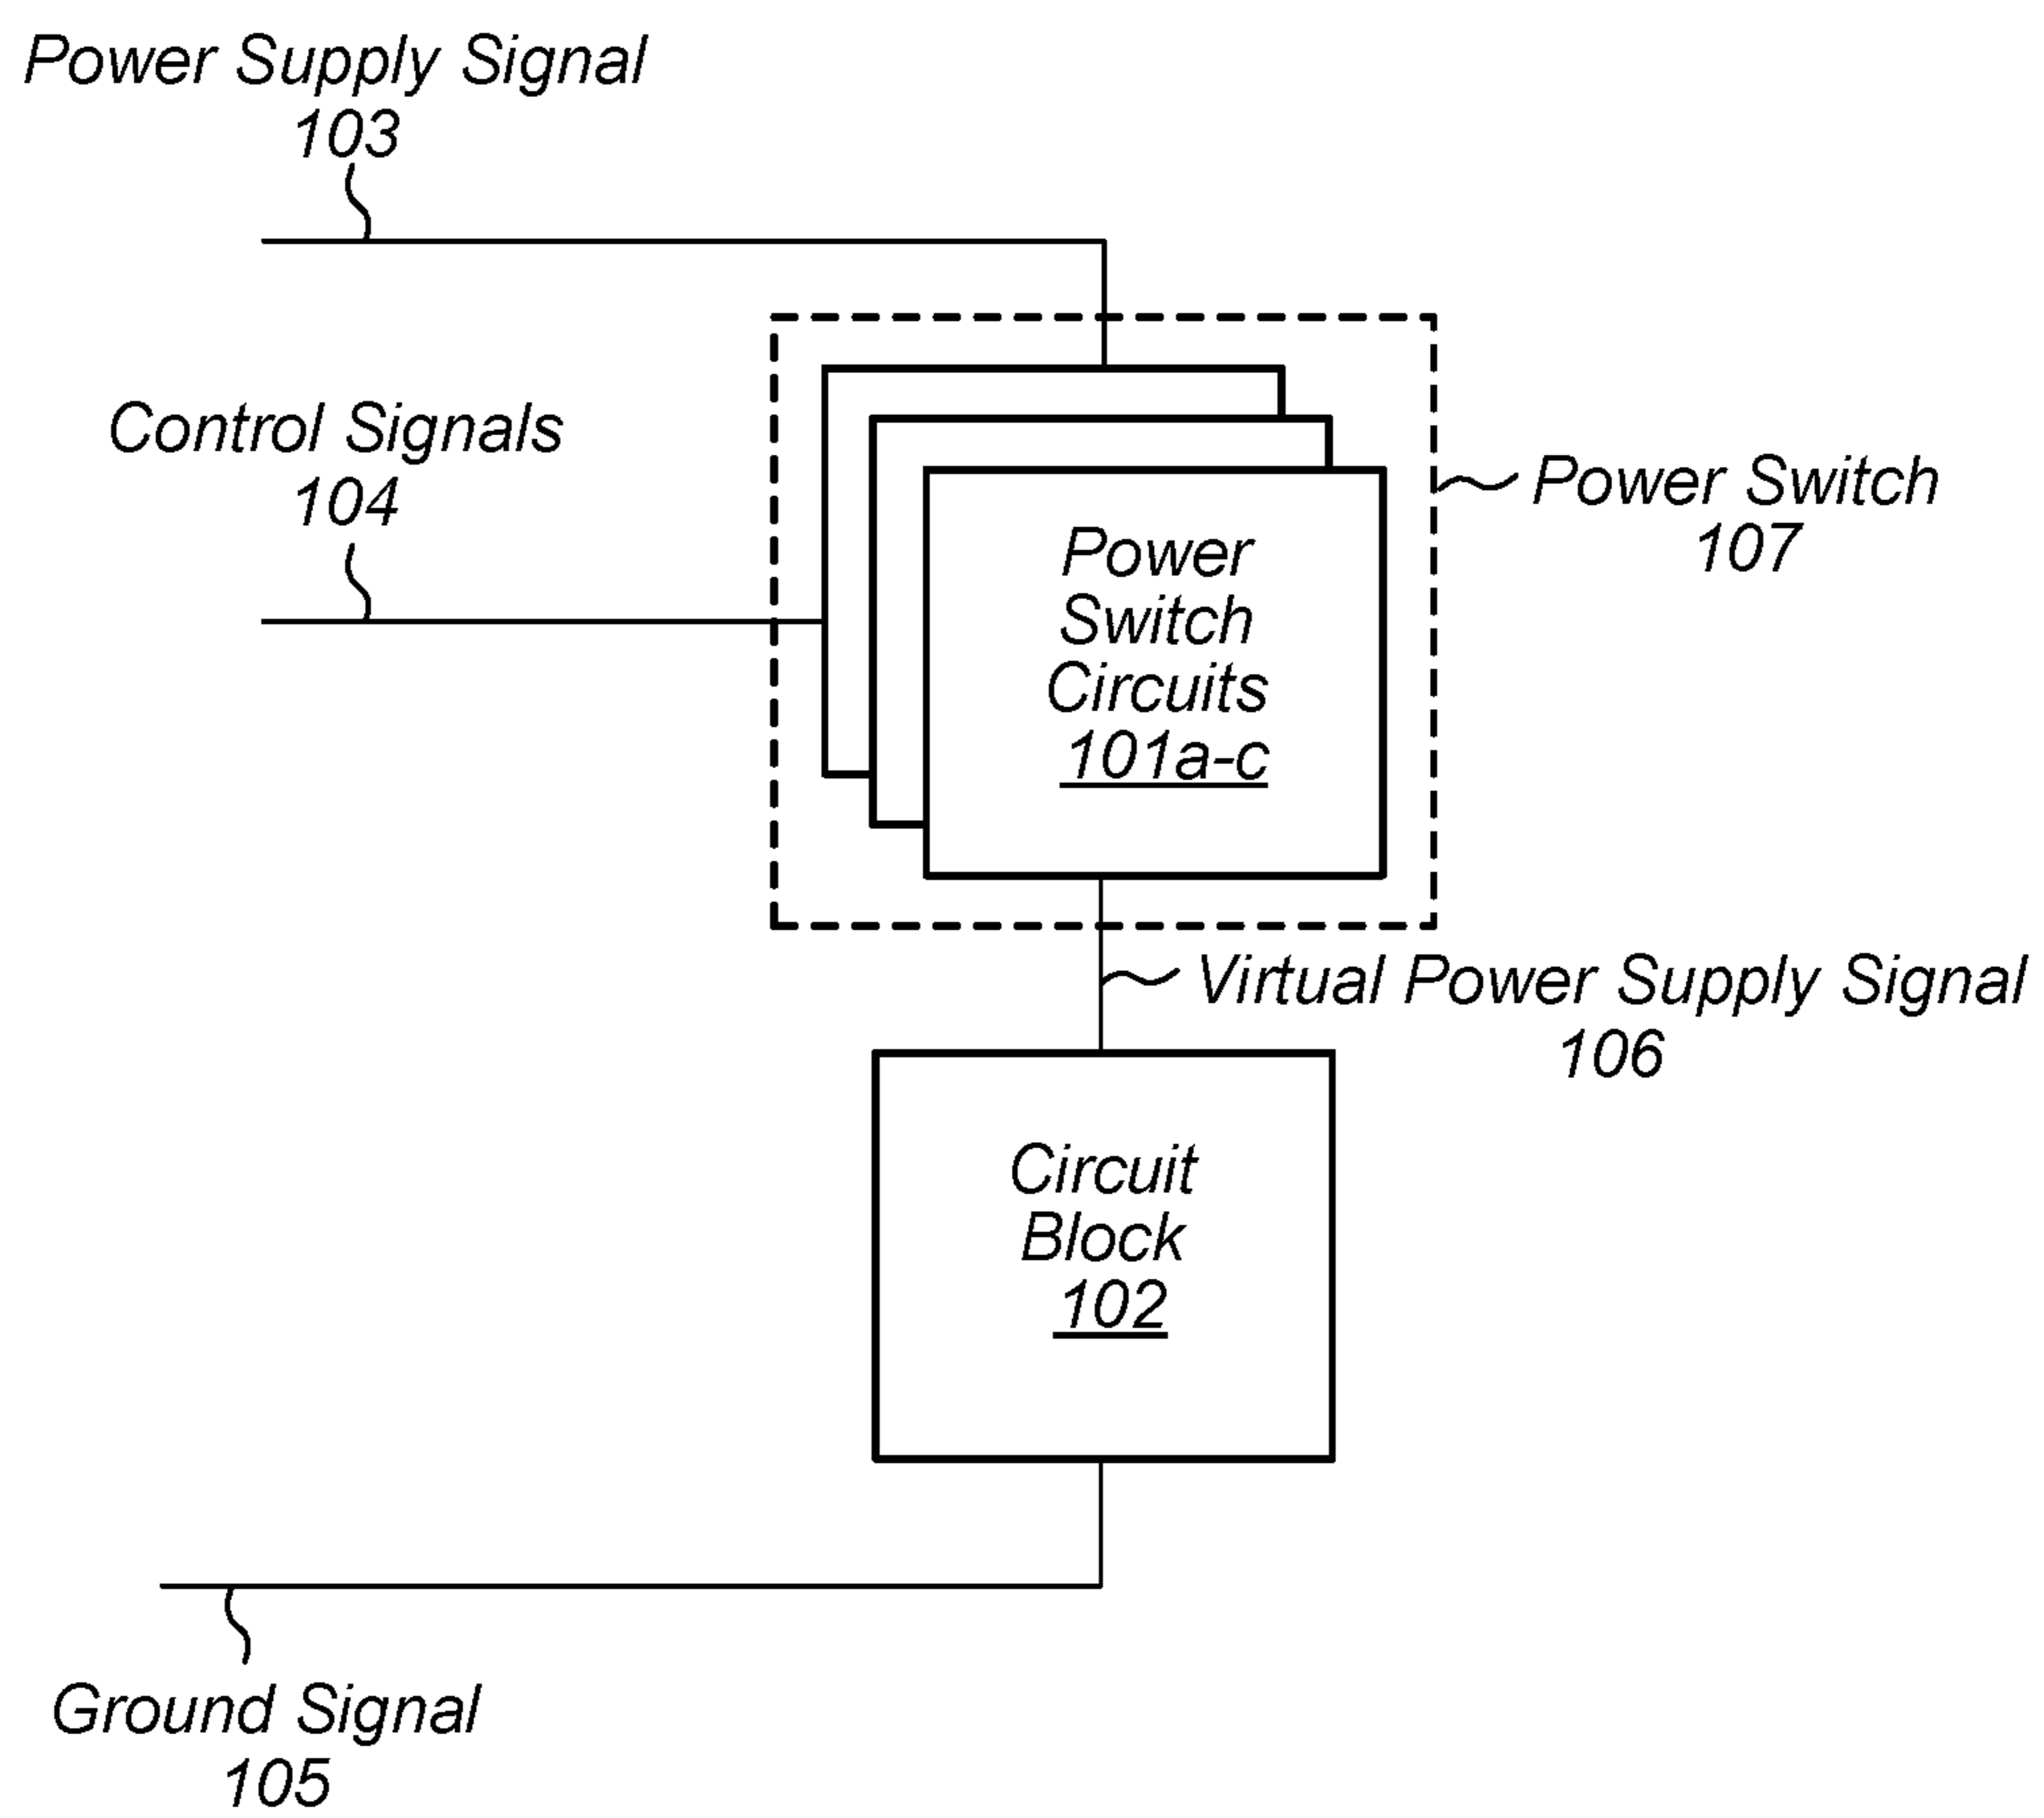 Power Supply Signal
103
Control Signals
104
Power Switch
107
Power
Switch
Circuits
101a-c
Virtual Power Supply Signal
106
Circuit
Block
102
Ground Signal
105